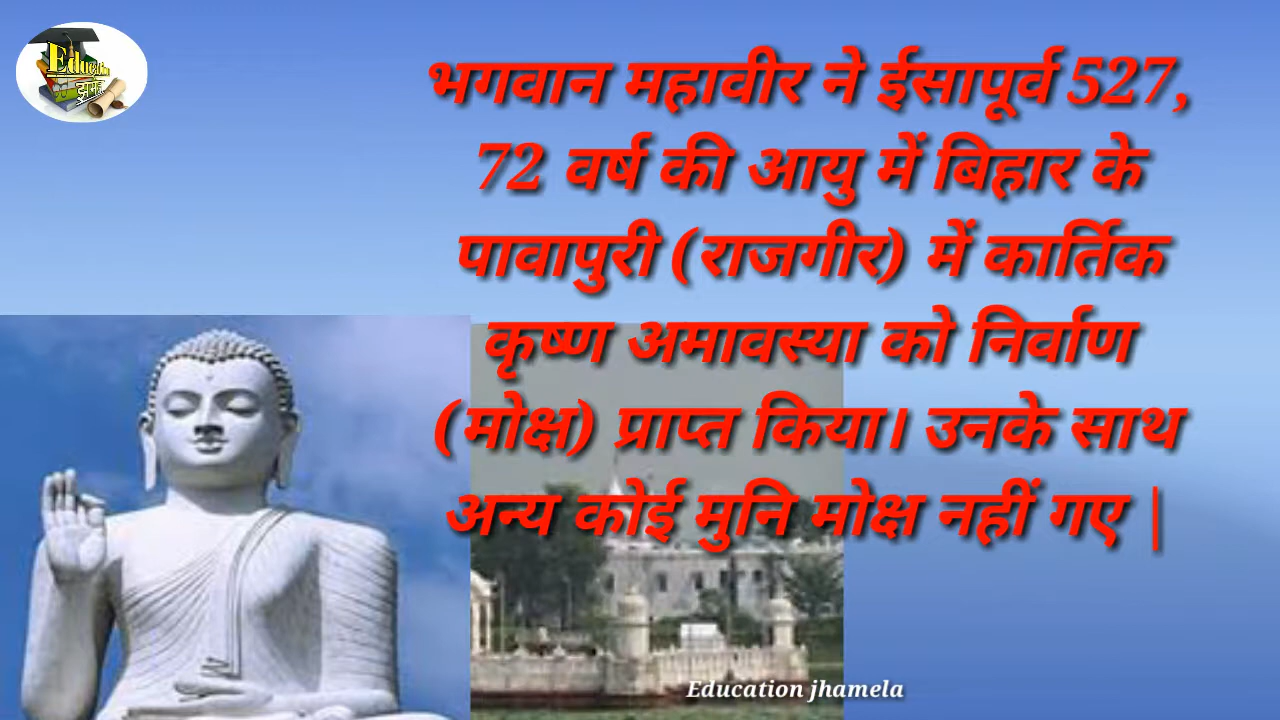 भगवान महावीर ने ईसापूर्व 527,
72 वर्ष की आयु में बिहार के
पावापुरी (राजगीर) में कार्तिक
कृष्ण अमावस्या को निर्वाण
(मोक्ष) प्राप्त किया। उनके साथ
अन्य कोई मुनि मोक्ष नहीं गए |
Education jhamela